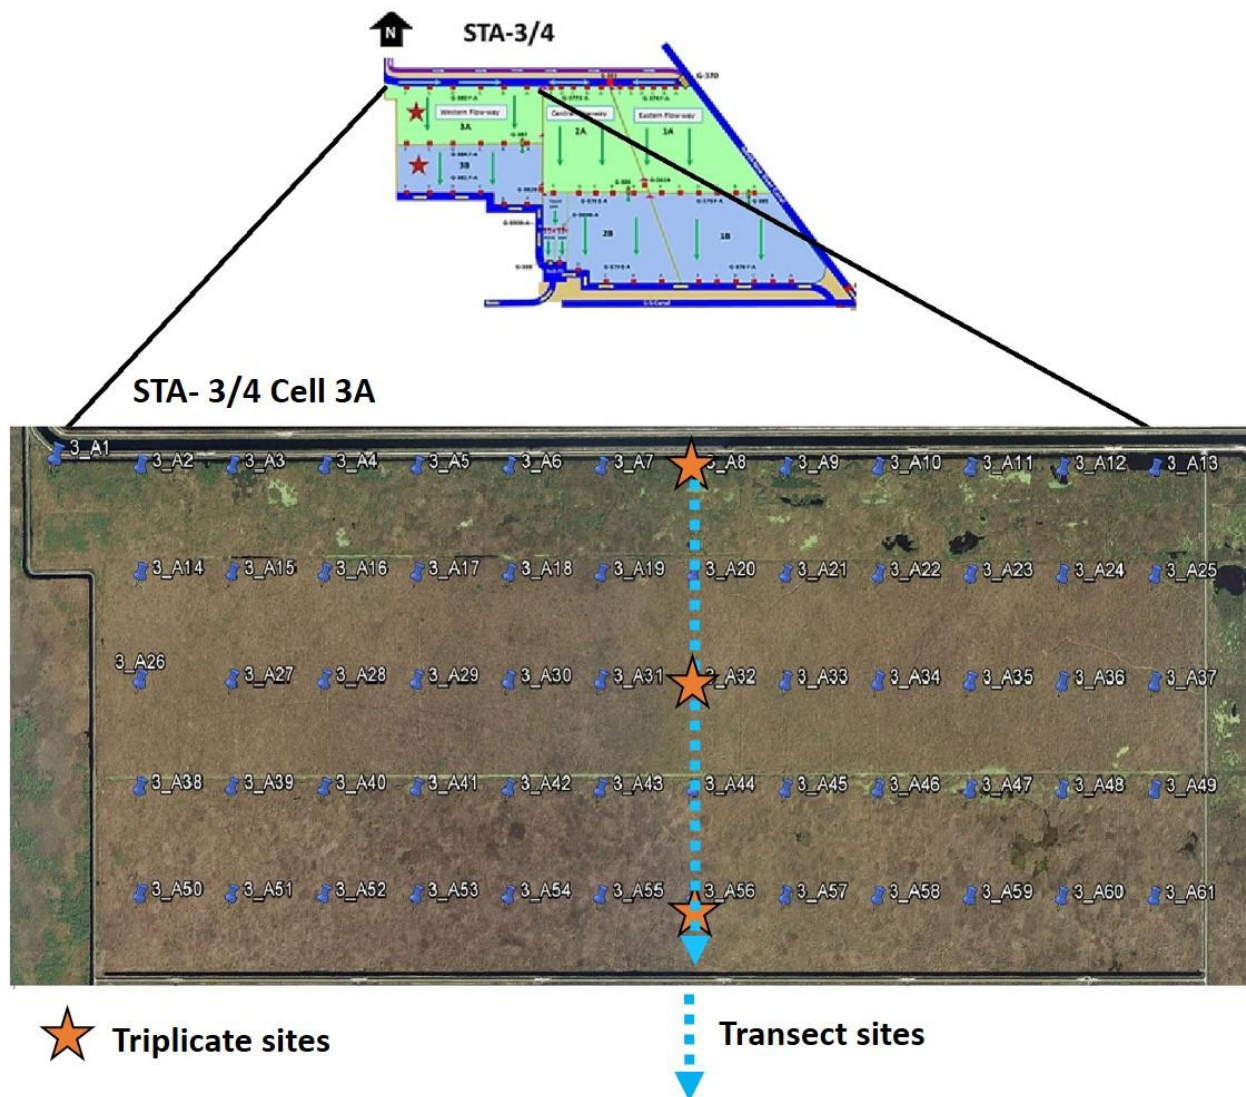 N
STA-3/4
G-370
Western Flow-way
Eastern Flow-way
3A
2A
1A
3B
2B
1B
STA- 3/4 Cell 3A
3_A1
3_A2 3_A3 3_A4 3_A5 3_A6 3_A7 3_A8 3_A9 3_A10 3_A11 3_A12 3_A13
3_A14 3_A15 3_A16 3_A17 3_A18 3_A19 3_A20 3_A21 3_A22 3_A23 3_A24 3_A25
3_A26 3_A27 3_A28 3_A29 3_A30 3_A31 3_A32 3_A33 3_A34 3_A35 3_A36 3_A37
3_A38 3_A39 3_A40 3_A41 3_A42 3_A43 3_A44 3_A45 3_A46 3_A47 3_A48 3_A49
3_A50 3_A51 3_A52 3_A53 3_A54 3_A55 3_A56 3_A57 3_A58 3_A59 3_A60 3_A61
Triplicate sites
Transect sites